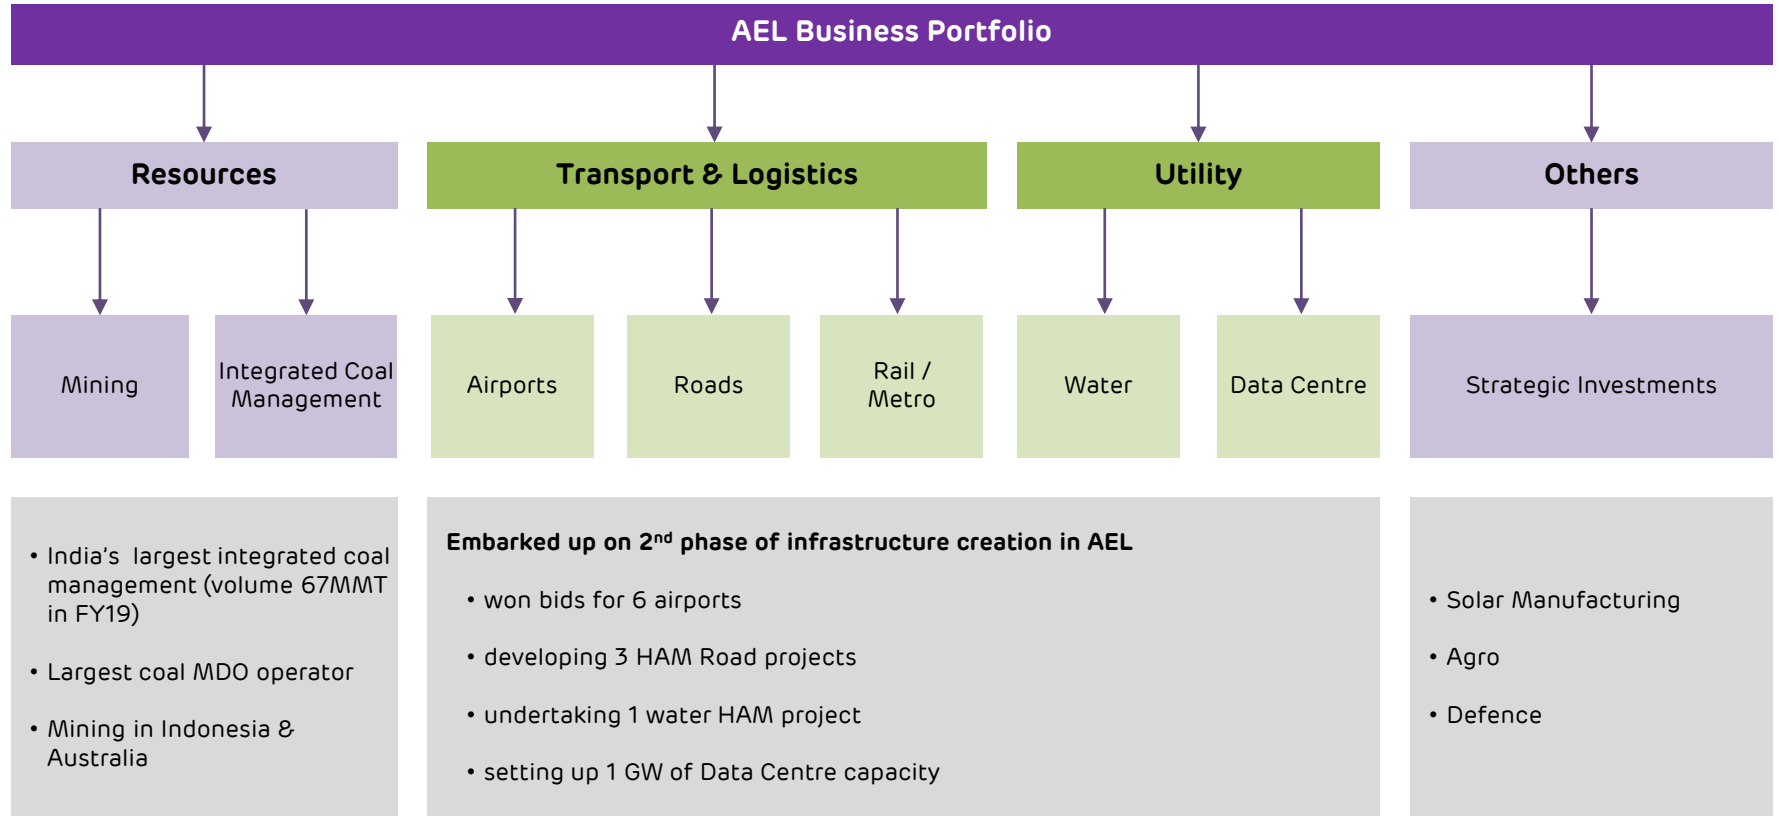 AEL Business Portfolio
Resources
Transport & Logistics
Utility
Others
Mining
Integrated Coal
Management
Airports
Roads
Rail /
Metro
Water
Data Centre
Strategic Investments
• India's largest integrated coal
management (volume 67MMT
in FY19)
• Largest coal MDO operator
• Mining in Indonesia &
Australia
Embarked up on 2nd phase of infrastructure creation in AEL
• won bids for 6 airports
• developing 3 HAM Road projects
• undertaking 1 water HAM project
• setting up 1 GW of Data Centre capacity
• Solar Manufacturing
• Agro
• Defence